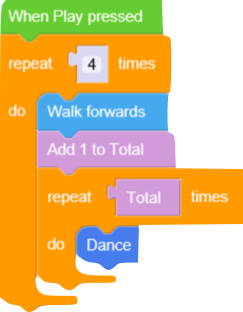 When Play pressed
repeat 4 times
do Walk forwards
Add 1 to Total
repeat Total times
do Dance